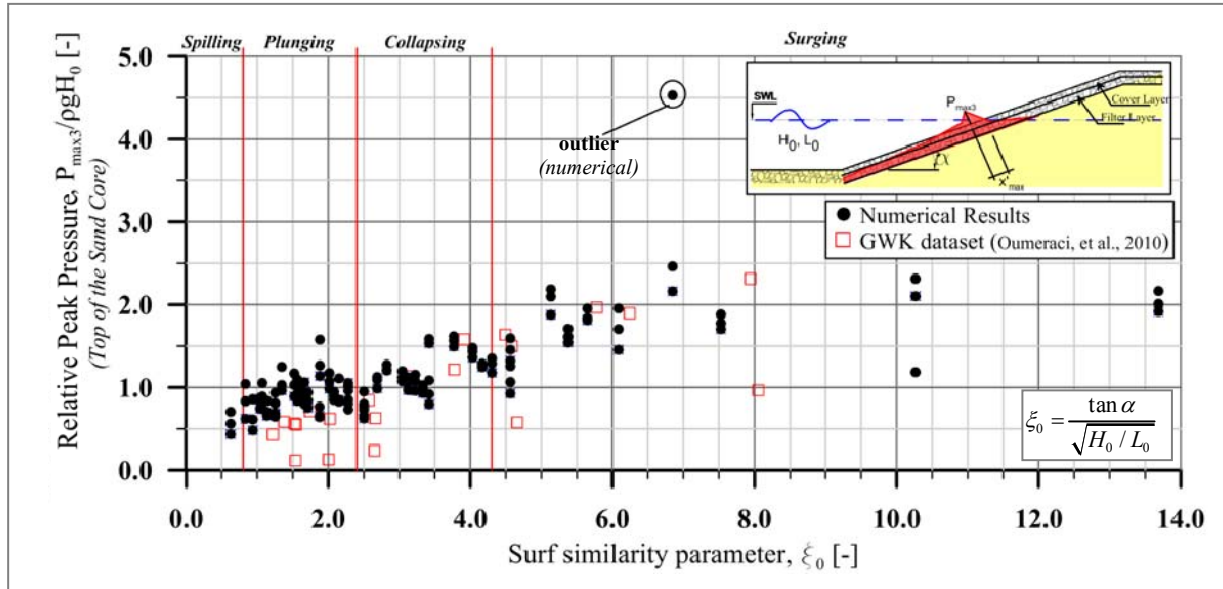 Spilling Plunging Collapsing Surging
Relative Peak Pressure, Pmax3/ρgH0 [-]
(Top of the Sand Core)
5.0
4.0
3.0
2.0
1.0
0.0
outlier
(numerical)
SWL
H0, L0
Pmax3
Cover Layer
Filter Layer
α
x'max
Numerical Results
GWK dataset (Oumeraci, et al., 2010)
ξ0 = tan α / √H0 / L0
0.0 2.0 4.0 6.0 8.0 10.0 12.0 14.0
Surf similarity parameter, ξ0 [-]